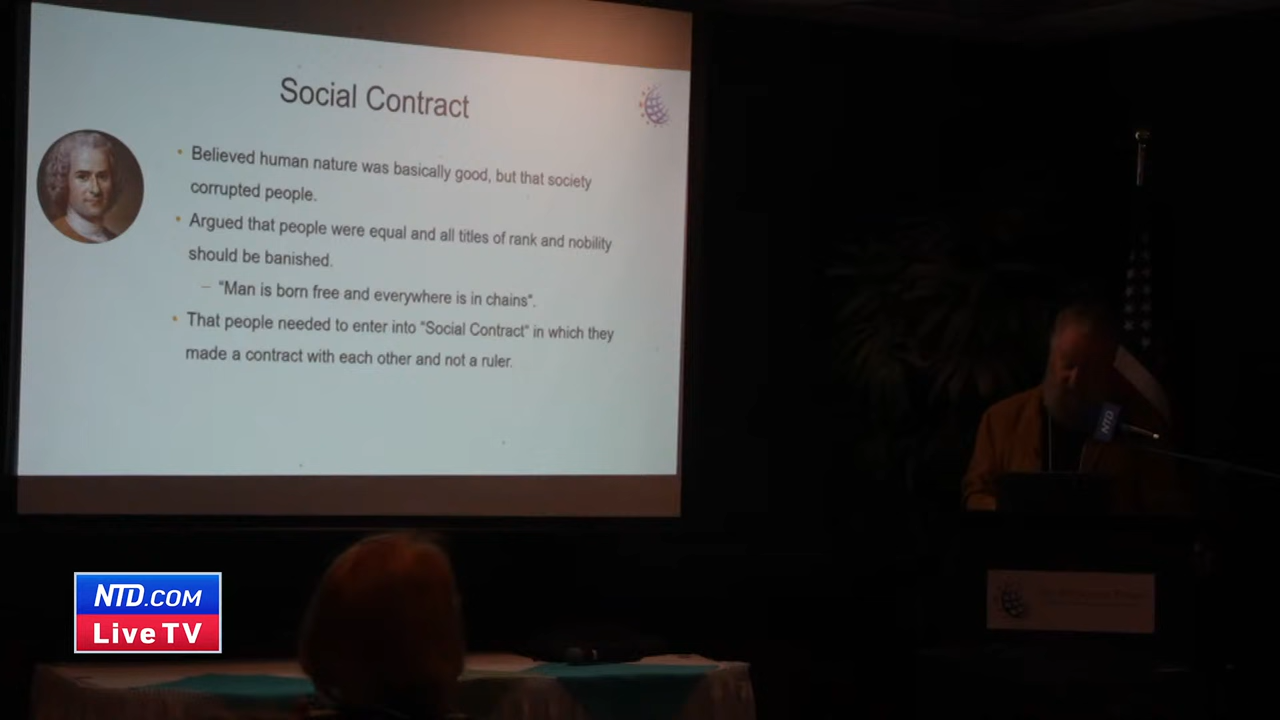 Social Contract
• Believed human nature was basically good, but that society
corrupted people.
• Argued that people were equal and all titles of rank and nobility
should be banished.
– “Man is born free and everywhere is in chains”.
• That people needed to enter into “Social Contract” in which they
made a contract with each other and not a ruler.
NTD
NTD.COM
Live TV